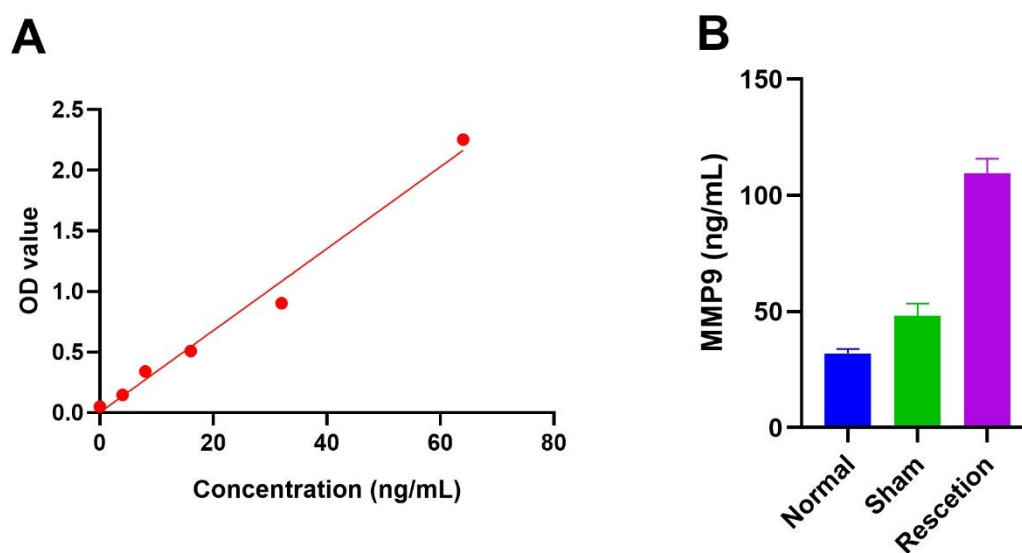 A
2.5
2.0
1.5
1.0
0.5
0.0
OD value
0 20 40 60 80
Concentration (ng/mL)
B
150
100
50
0
MMP9 (ng/mL)
Normal
Sham
Rescetion